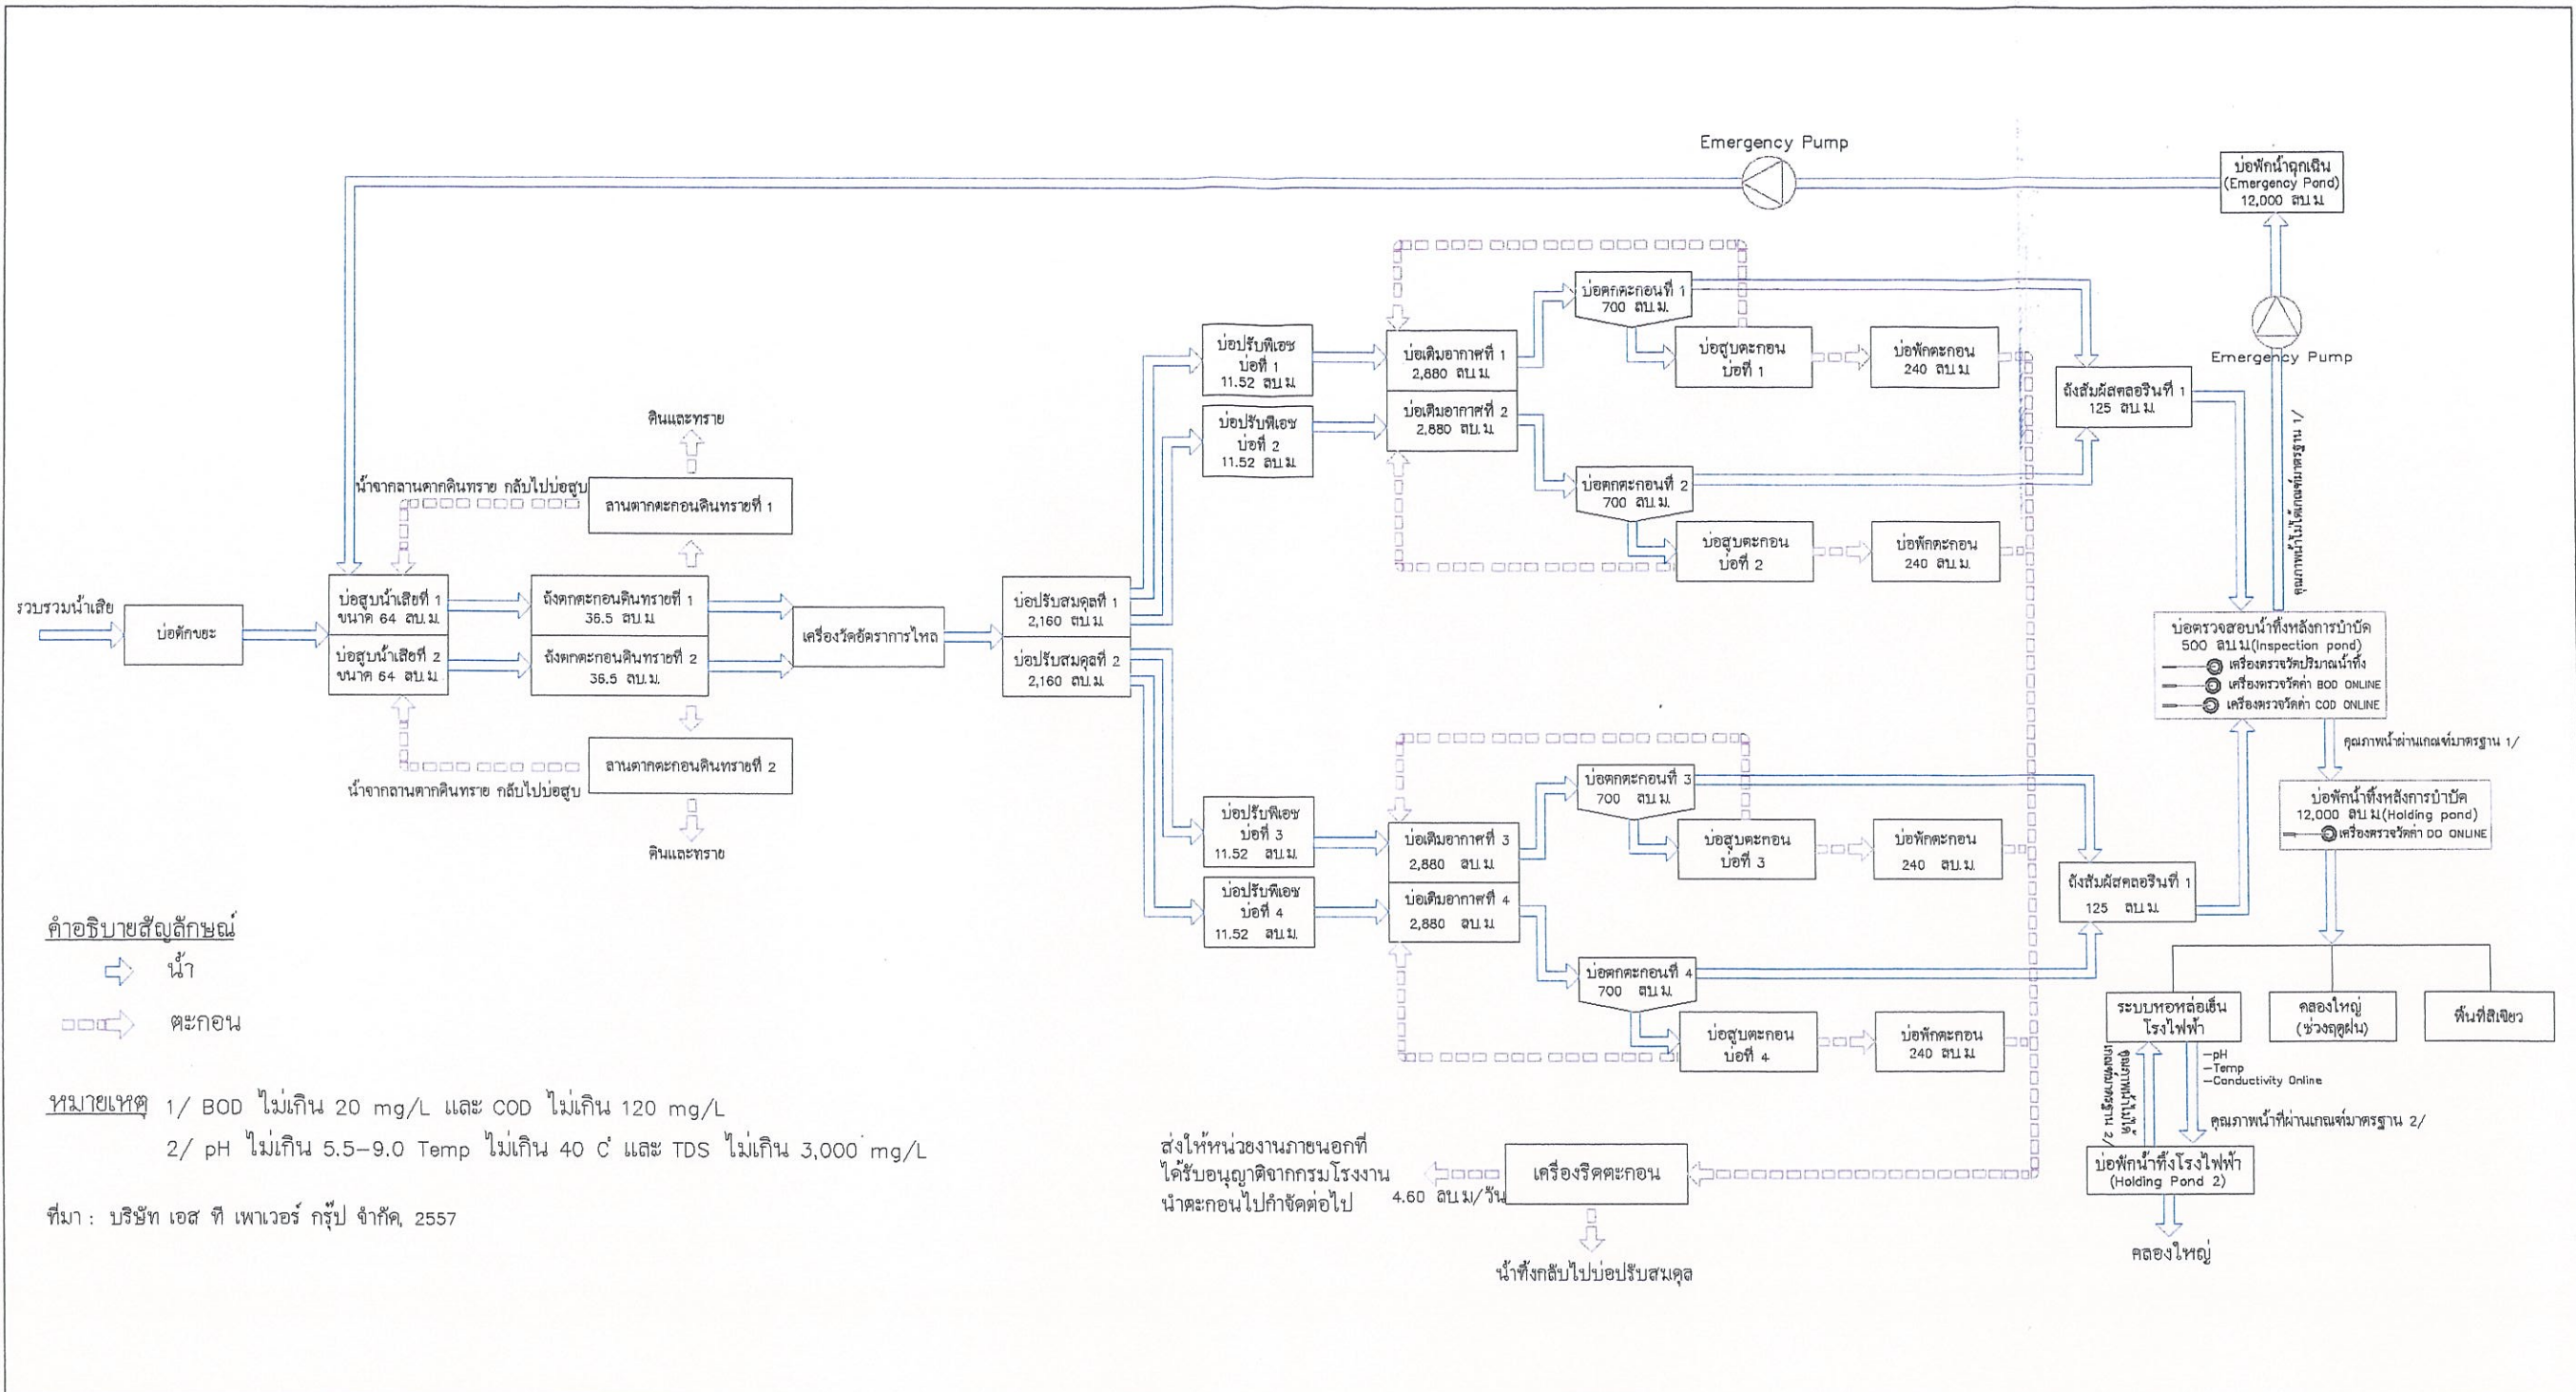 Emergency Pump
บ่อพักน้ำฉุกเฉิน
(Emergency Pond)
12,000 ลบ.ม.
Emergency Pump
คุณภาพน้ำไม่ได้เกณฑ์มาตรฐาน 1/
รวบรวมน้ำเสีย
บ่อดักขยะ
บ่อสูบน้ำเสียที่ 1
ขนาด 64 ลบ.ม
บ่อสูบน้ำเสียที่ 2
ขนาด 64 ลบ.ม
ดินและทราย
น้ำจากลานตากดินทราย กลับไปบ่อสูบ
ลานตากตะกอนดินทรายที่ 1
ถังตกตะกอนดินทรายที่ 1
36.5 ลบ.ม
ถังตกตะกอนดินทรายที่ 2
36.5 ลบ.ม.
ลานตากตะกอนดินทรายที่ 2
น้ำจากลานตากดินทราย กลับไปบ่อสูบ
ดินและทราย
เครื่องวัดอัตราการไหล
บ่อปรับสมดุลที่ 1
2,160 ลบ.ม
บ่อปรับสมดุลที่ 2
2,160 ลบ.ม
บ่อปรับพีเอช
บ่อที่ 1
11.52 ลบ.ม
บ่อปรับพีเอช
บ่อที่ 2
11.52 ลบ.ม
บ่อเติมอากาศที่ 1
2,880 ลบ.ม
บ่อเติมอากาศที่ 2
2,880 ลบ.ม
บ่อตกตะกอนที่ 1
700 ลบ.ม.
บ่อสูบตะกอน
บ่อที่ 1
บ่อพักตะกอน
240 ลบ.ม
บ่อตกตะกอนที่ 2
700 ลบ.ม.
บ่อสูบตะกอน
บ่อที่ 2
บ่อพักตะกอน
240 ลบ.ม.
ถังสัมผัสคลอรีนที่ 1
125 ลบ.ม.
บ่อปรับพีเอช
บ่อที่ 3
11.52 ลบ.ม.
บ่อปรับพีเอช
บ่อที่ 4
11.52 ลบ.ม.
บ่อเติมอากาศที่ 3
2,880 ลบ.ม
บ่อเติมอากาศที่ 4
2,880 ลบ.ม
บ่อตกตะกอนที่ 3
700 ลบ.ม.
บ่อสูบตะกอน
บ่อที่ 3
บ่อพักตะกอน
240 ลบ.ม.
บ่อตกตะกอนที่ 4
700 ลบ.ม.
บ่อสูบตะกอน
บ่อที่ 4
บ่อพักตะกอน
240 ลบ.ม
ถังสัมผัสคลอรีนที่ 1
125 ลบ.ม.
บ่อตรวจสอบน้ำทิ้งหลังการบำบัด
500 ลบ.ม(Inspection pond)
เครื่องตรวจวัดปริมาณน้ำทิ้ง
เครื่องตรวจวัดค่า BOD ONLINE
เครื่องตรวจวัดค่า COD ONLINE
คุณภาพน้ำผ่านเกณฑ์มาตรฐาน 1/
บ่อพักน้ำทิ้งหลังการบำบัด
12,000 ลบ.ม(Holding pond)
เครื่องตรวจวัดค่า DO ONLINE
ระบบหอหล่อเย็น
โรงไฟฟ้า
คลองใหญ่
(ช่วงฤดูฝน)
พื้นที่สีเขียว
คุณภาพน้ำไม่ได้
เกณฑ์มาตรฐาน 2/
-pH
-Temp
-Conductivity Online
คุณภาพน้ำที่ผ่านเกณฑ์มาตรฐาน 2/
บ่อพักน้ำทิ้งโรงไฟฟ้า
(Holding Pond 2)
คลองใหญ่
ส่งให้หน่วยงานภายนอกที่
ได้รับอนุญาติจากกรมโรงงาน
นำตะกอนไปกำจัดต่อไป
4.60 ลบ.ม/วัน
เครื่องรีดตะกอน
น้ำทิ้งกลับไปบ่อปรับสมดุล
คำอธิบายสัญลักษณ์
น้ำ
ตะกอน
หมายเหตุ 1/ BOD ไม่เกิน 20 mg/L และ COD ไม่เกิน 120 mg/L
2/ pH ไม่เกิน 5.5-9.0 Temp ไม่เกิน 40 C และ TDS ไม่เกิน 3,000 mg/L
ที่มา : บริษัท เอส ที เพาเวอร์ กรุ๊ป จำกัด, 2557